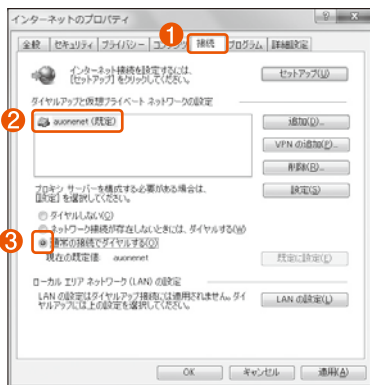 インターネットのプロパティ
1
全般 セキュリティ プライバシー コンテンツ 接続 プログラム 詳細設定
インターネット接続を設定するには、 セットアップ(U)
[セットアップ] をクリックしてください。
ダイヤルアップと仮想プライベート ネットワークの設定
2 auonenet (既定) 追加(D)...
VPN の追加(P)...
削除(R)...
プロキシ サーバーを構成する必要がある場合は、 設定(S)
[設定] を選択してください。
ダイヤルしない(C)
ネットワーク接続が存在しないときには、ダイヤルする(W)
3 通常の接続でダイヤルする(O)
現在の既定値 auonenet 既定に設定(E)
ローカル エリア ネットワーク (LAN) の設定
LAN の設定はダイヤルアップ接続には適用されません。ダイ LAN の設定(L)
ヤルアップには上の設定を選択してください。
OK キャンセル 適用(A)